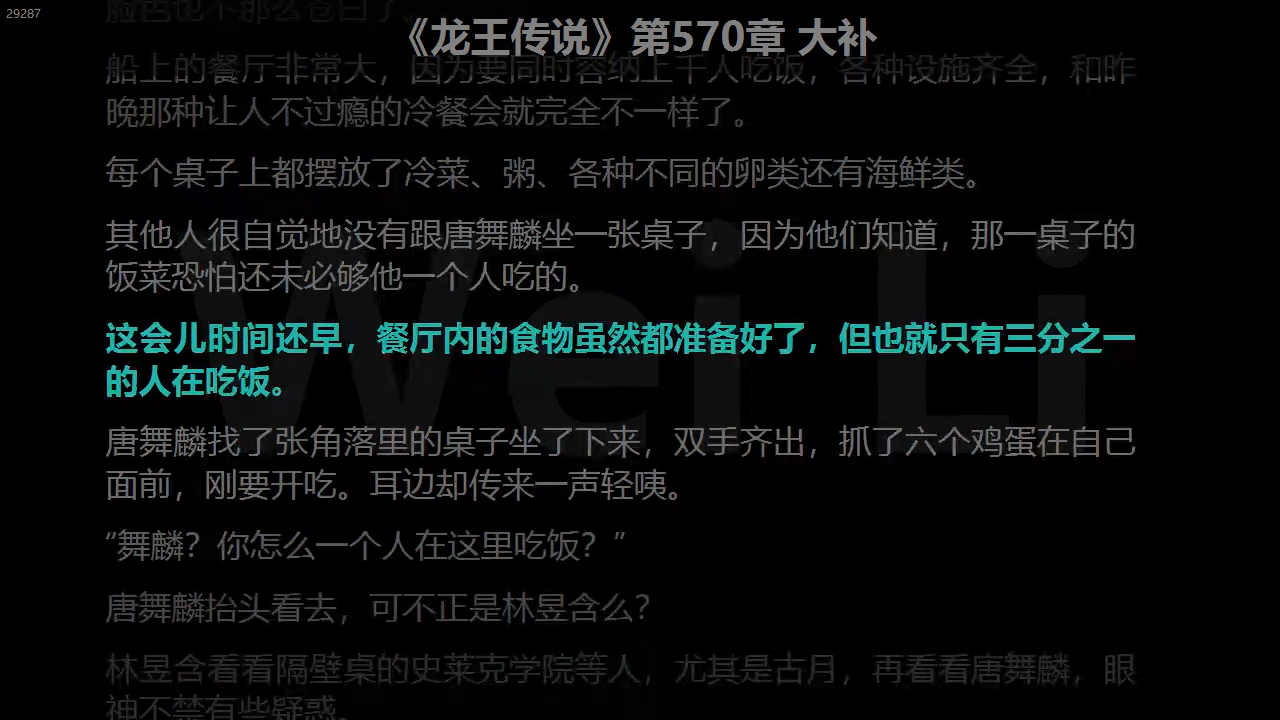 29287
脸色也不那么苍白了。
《龙王传说》第570章 大补
船上的餐厅非常大，因为要同时容纳上千人吃饭，各种设施齐全，和昨
晚那种让人不过瘾的冷餐会就完全不一样了。
每个桌子上都摆放了冷菜、粥、各种不同的卵类还有海鲜类。
其他人很自觉地没有跟唐舞麟坐一张桌子，因为他们知道，那一桌子的
饭菜恐怕还未必够他一个人吃的。
这会儿时间还早，餐厅内的食物虽然都准备好了，但也就只有三分之一
的人在吃饭。
唐舞麟找了张角落里的桌子坐了下来，双手齐出，抓了六个鸡蛋在自己
面前，刚要开吃。耳边却传来一声轻咦。
“舞麟？你怎么一个人在这里吃饭？”
唐舞麟抬头看去，可不正是林昱含么？
林昱含看看隔壁桌的史莱克学院等人，尤其是古月，再看看唐舞麟，眼
神不禁有些疑惑。
Wei Li